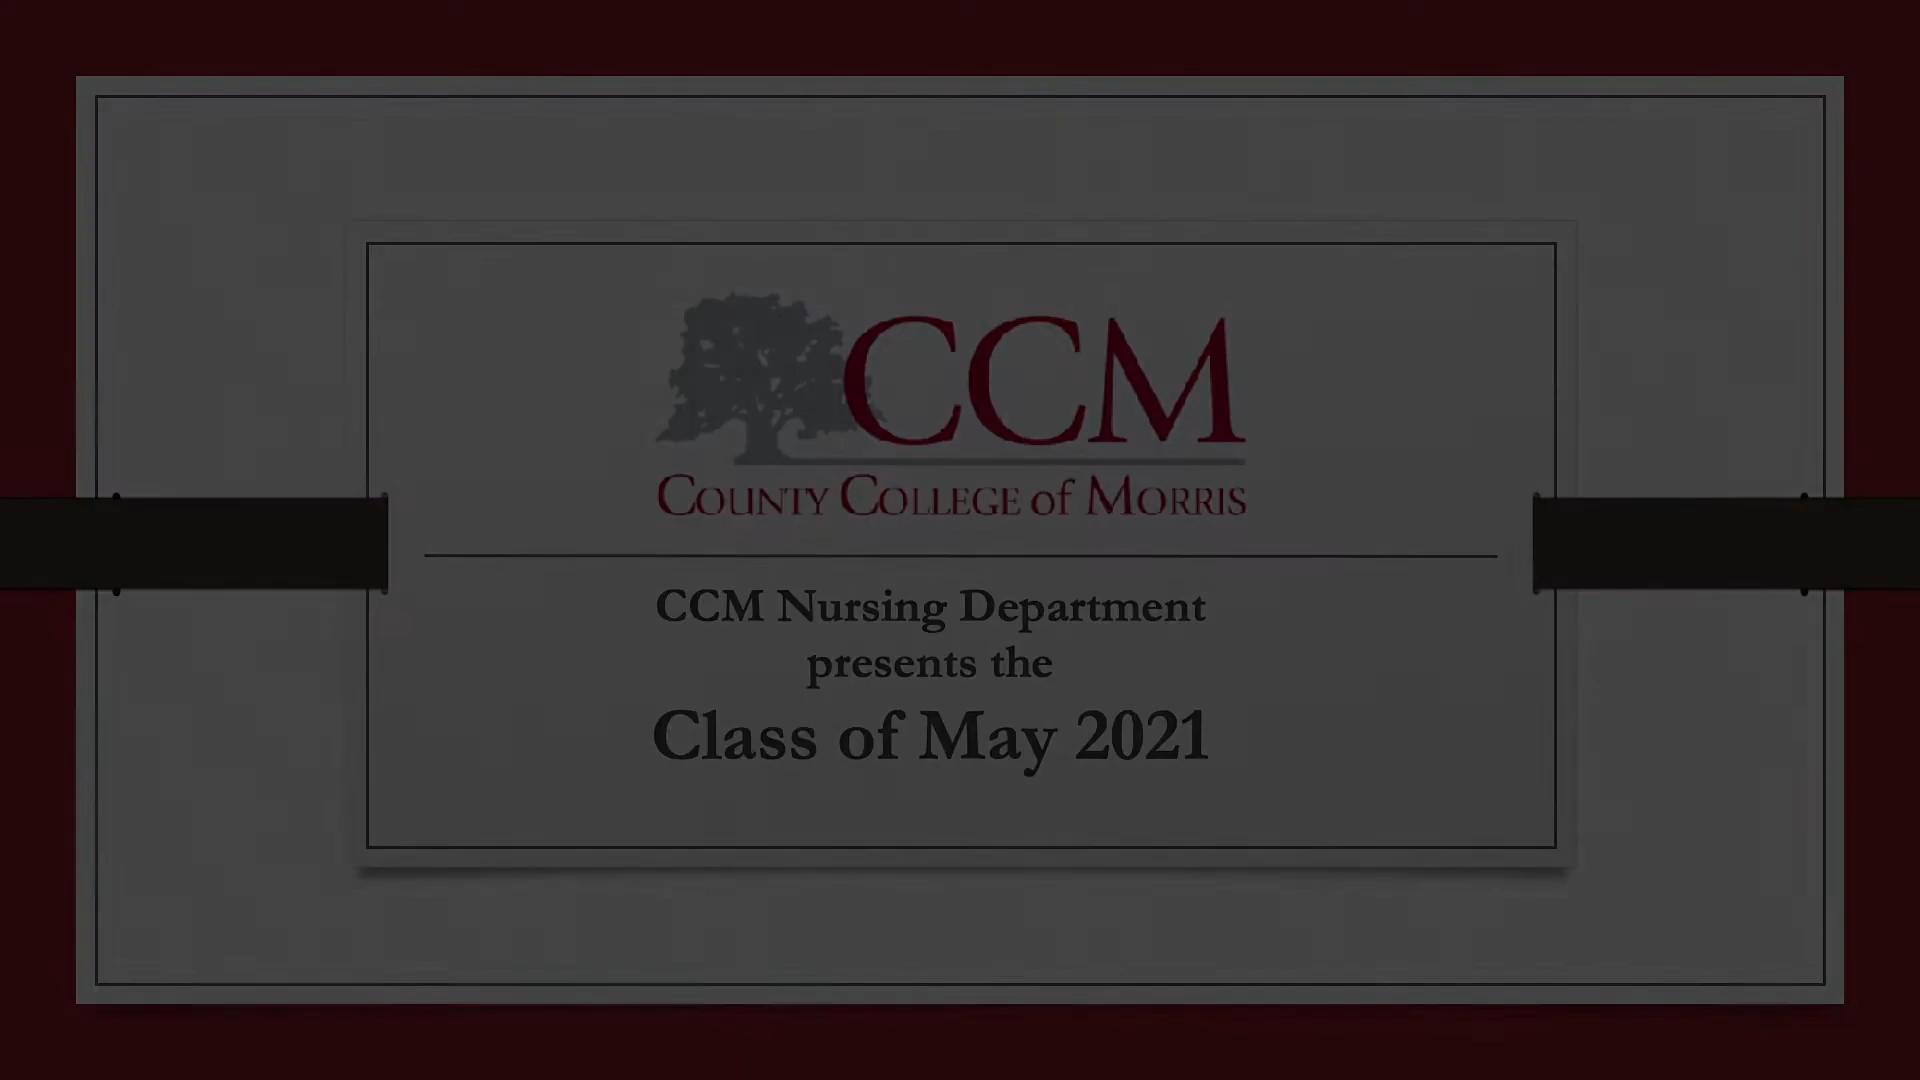 CCM
COUNTY COLLEGE of MORRIS
CCM Nursing Department
presents the
Class of May 2021